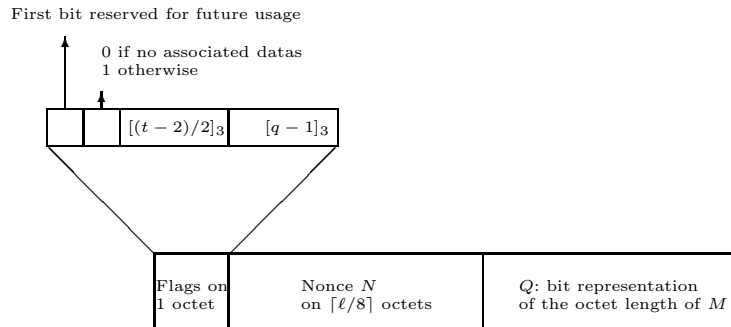 First bit reserved for future usage
0 if no associated datas
1 otherwise
[(t − 2)/2]₃ [q − 1]₃
Flags on
1 octet
Nonce N
on ⌈ℓ/8⌉ octets
Q: bit representation
of the octet length of M